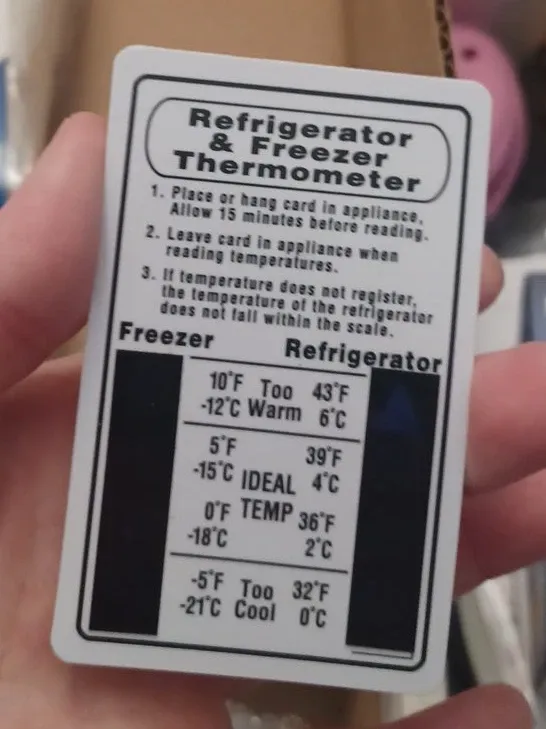 Refrigerator
& Freezer
Thermometer
1. Place or hang card in appliance.
Allow 15 minutes before reading.
2. Leave card in appliance when
reading temperatures.
3. If temperature does not register,
the temperature of the refrigerator
does not fall within the scale.
Freezer Refrigerator
10°F Too 43°F
-12°C Warm 6°C
5°F 39°F
-15°C IDEAL 4°C
0°F TEMP 36°F
-18°C 2°C
-5°F Too 32°F
-21°C Cool 0°C